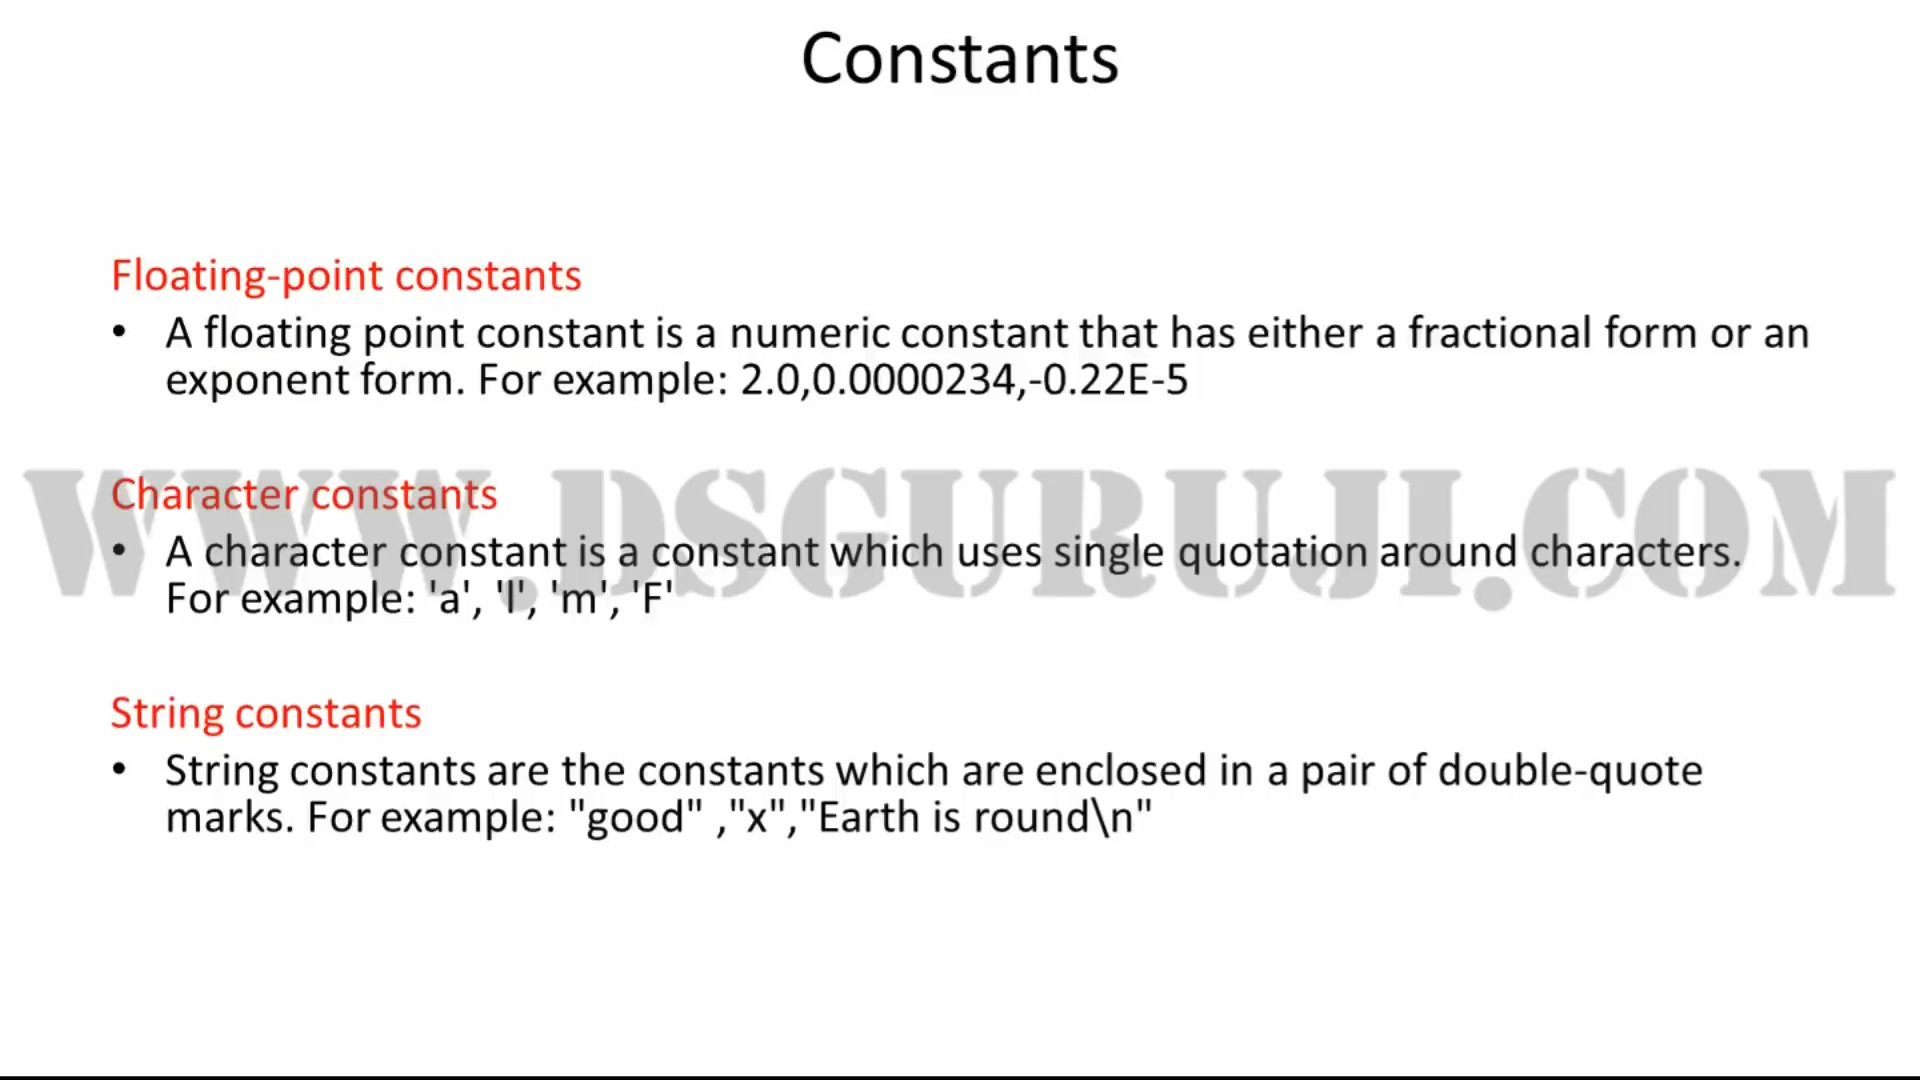 Constants
Floating-point constants
• A floating point constant is a numeric constant that has either a fractional form or an
exponent form. For example: 2.0,0.0000234,-0.22E-5
WWW.DSGURUJI.COM
Character constants
• A character constant is a constant which uses single quotation around characters.
For example: 'a', 'l', 'm', 'F'
String constants
• String constants are the constants which are enclosed in a pair of double-quote
marks. For example: "good" ,"x","Earth is round\n"